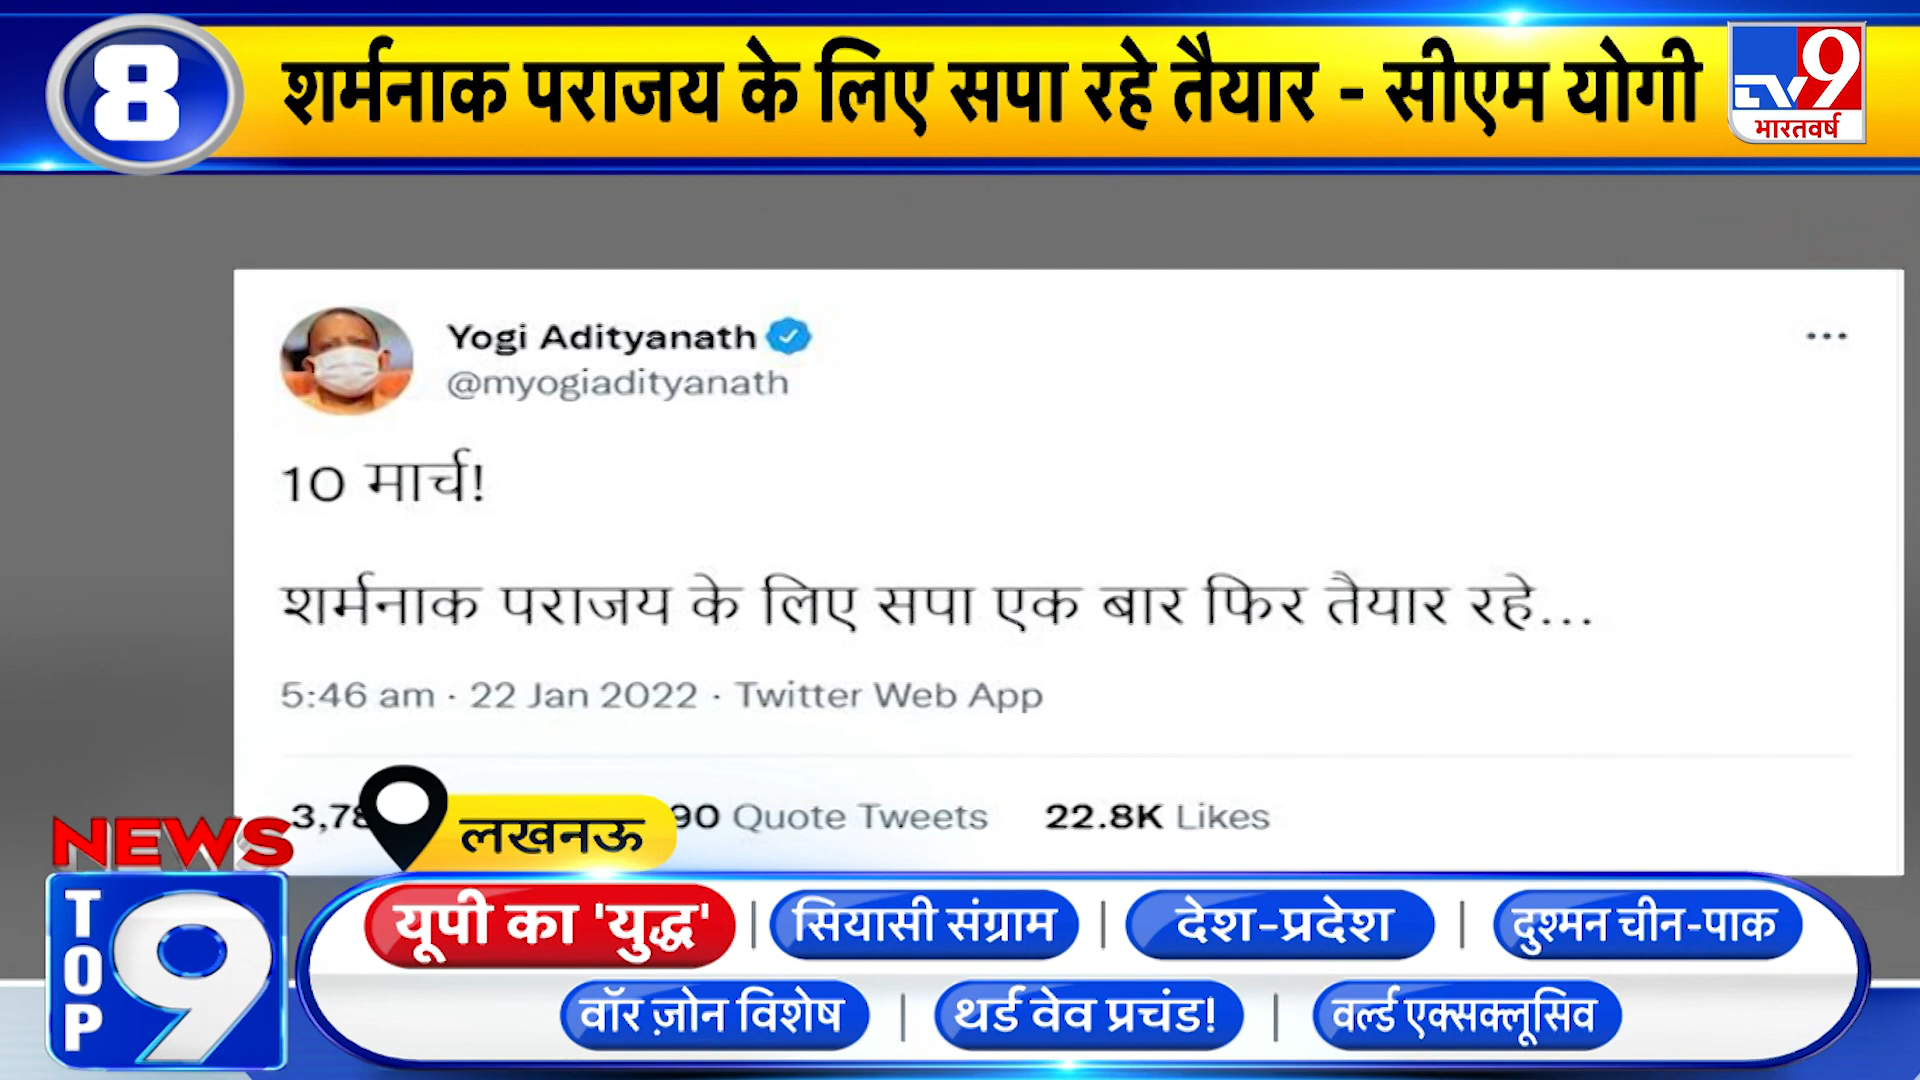 8 शर्मनाक पराजय के लिए सपा रहे तैयार - सीएम योगी
TV9
भारतवर्ष
Yogi Adityanath
@myogiadityanath
10 मार्च!
शर्मनाक पराजय के लिए सपा एक बार फिर तैयार रहे...
5:46 am · 22 Jan 2022 · Twitter Web App
90 Quote Tweets 22.8K Likes
लखनऊ
NEWS
TOP 9
यूपी का 'युद्ध' | सियासी संग्राम | देश-प्रदेश | दुश्मन चीन-पाक
वॉर ज़ोन विशेष | थर्ड वेव प्रचंड! | वर्ल्ड एक्सक्लूसिव